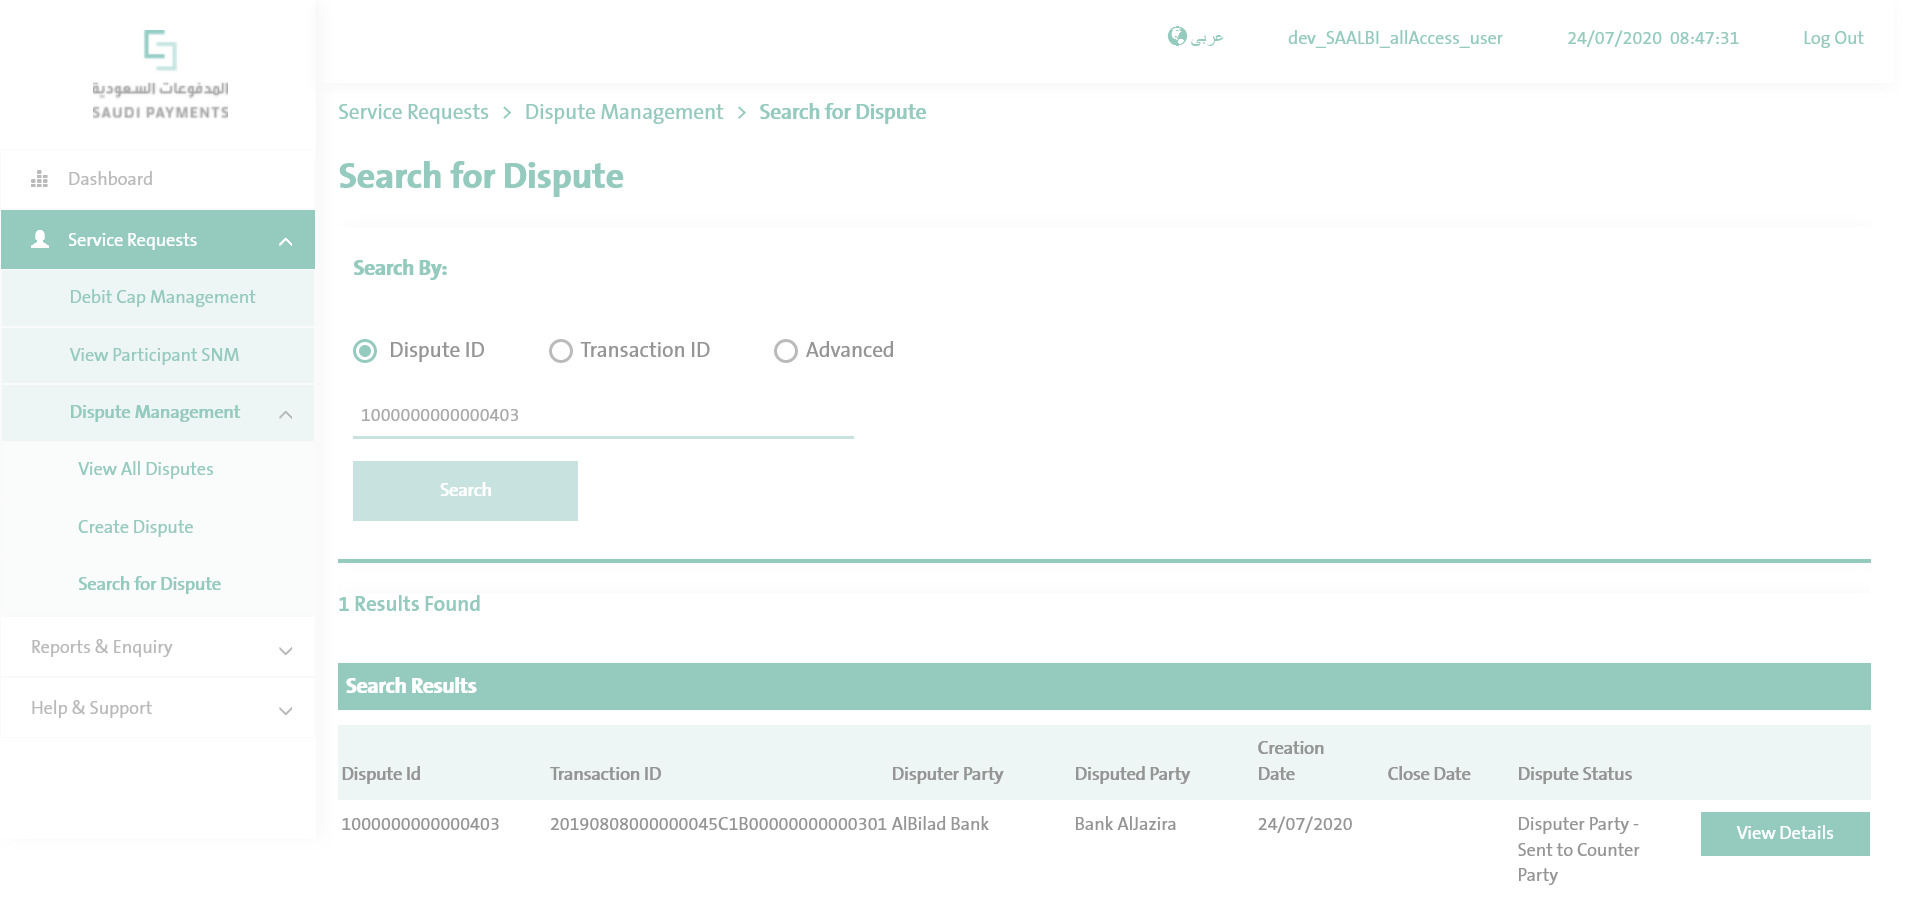 المدفوعات السعودية
SAUDI PAYMENTS
عربى
dev_SAALBI_allAccess_user
24/07/2020 08:47:31
Log Out
Dashboard
Service Requests
Debit Cap Management
View Participant SNM
Dispute Management
View All Disputes
Create Dispute
Search for Dispute
Reports & Enquiry
Help & Support
Service Requests > Dispute Management > Search for Dispute
Search for Dispute
Search By:
Dispute ID Transaction ID Advanced
1000000000000403
Search
1 Results Found
Search Results
Dispute Id Transaction ID Disputer Party Disputed Party Creation Date Close Date Dispute Status
1000000000000403 20190808000000045C1B00000000000301 AlBilad Bank Bank AlJazira 24/07/2020 Disputer Party - View Details
Sent to Counter
Party